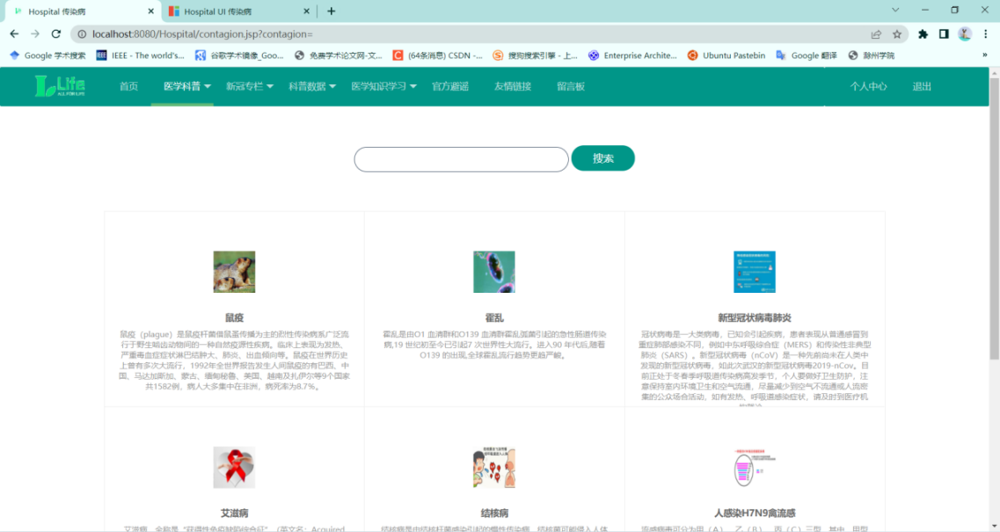 Hospital 传染病
Hospital UI 传染病
localhost:8080/Hospital/contagion.jsp?contagion=
Google 学术搜索
IEEE - The world's...
谷歌学术镜像_Goo...
免费学术论文网-文...
(64条消息) CSDN -...
搜狗搜索引擎 - 上...
Enterprise Archite...
Ubuntu Pastebin
Google 翻译
滁州学院
Life
ALL FOR LIFE
首页
医学科普
新冠专栏
科普数据
医学知识学习
官方避谣
友情链接
留言板
个人中心
退出
搜索
鼠疫
鼠疫（plague）是鼠疫杆菌借鼠蚤传播为主的烈性传染病系广泛流
行于野生啮齿动物间的一种自然疫源性疾病。临床上表现为发热、
严重毒血症症状淋巴结肿大、肺炎、出血倾向等。鼠疫在世界历史
上曾有多次大流行，1992年全世界报告发生人间鼠疫的有巴西、中
国、马达加斯加、蒙古、缅甸秘鲁、美国、越南及扎伊尔等9个国家
共1582例，病人大多集中在非洲，病死率为8.7%。
霍乱
霍乱是由O1 血清群和O139 血清群霍乱弧菌引起的急性肠道传染
病,19 世纪初至今已引起7 次世界性大流行。进入90 年代后,随着
O139 的出现,全球霍乱流行趋势更趋严峻。
新型冠状病毒肺炎
冠状病毒是一大类病毒，已知会引起疾病，患者表现从普通感冒到
重症肺部感染不同，例如中东呼吸综合症（MERS）和传染性非典型
肺炎（SARS）。新型冠状病毒（nCoV）是一种先前尚未在人类中
发现的新型冠状病毒，如此次武汉的新型冠状病毒2019-nCov。目
前正处于冬春季呼吸道传染病高发季节，个人要做好卫生防护，注
意保持室内环境卫生和空气流通，尽量减少到空气不流通或人流密
集的公众场合活动，如有发热、呼吸道感染症状，请及时到医疗机
艾滋病
艾滋病，全称是“获得性免疫缺陷综合征”（英文名：Acquired
结核病
结核病是由结核杆菌感染引起的慢性传染病。结核菌可能侵入人体
人感染H7N9禽流感
流感病毒可分为甲（A）、乙（B）、丙（C）三型。其中，甲型